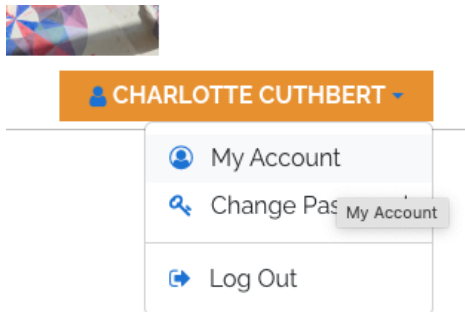 CHARLOTTE CUTHBERT
My Account
Change Pas
My Account
Log Out